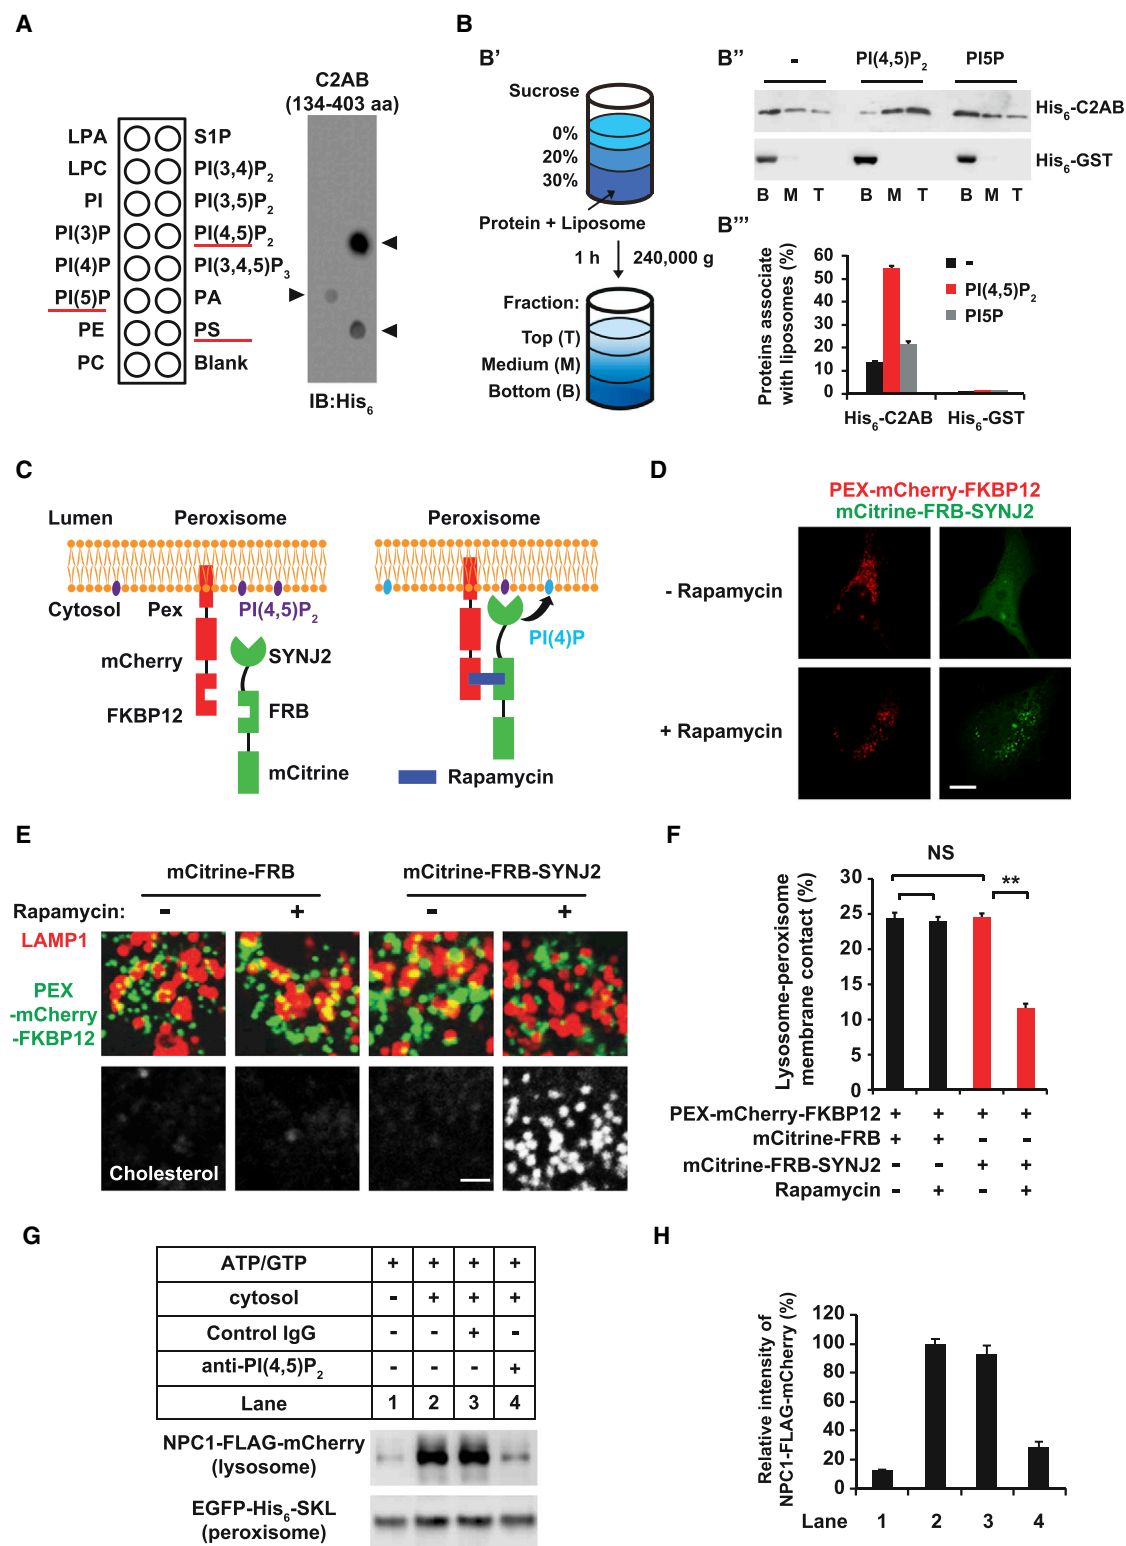 A
C2AB
(134-403 aa)
LPA S1P
LPC PI(3,4)P2
PI PI(3,5)P2
PI(3)P PI(4,5)P2
PI(4)P PI(3,4,5)P3
PI(5)P PA
PE PS
PC Blank
IB:His6
B
B'
Sucrose
0%
20%
30%
Protein + Liposome
1 h 240,000 g
Fraction:
Top (T)
Medium (M)
Bottom (B)
B''
- PI(4,5)P2 PI5P
His6-C2AB
His6-GST
B M T B M T B M T
B'''
Proteins associate
with liposomes (%)
60
50
40
30
20
10
0
-
PI(4,5)P2
PI5P
His6-C2AB His6-GST
C
Lumen Peroxisome
Cytosol Pex PI(4,5)P2
mCherry SYNJ2
FKBP12 FRB
mCitrine
Peroxisome
PI(4)P
Rapamycin
D
PEX-mCherry-FKBP12
mCitrine-FRB-SYNJ2
- Rapamycin
+ Rapamycin
E
mCitrine-FRB mCitrine-FRB-SYNJ2
Rapamycin: - + - +
LAMP1
PEX
-mCherry
-FKBP12
Cholesterol
F
NS
**
Lysosome-peroxisome
membrane contact (%)
30
25
20
15
10
5
0
PEX-mCherry-FKBP12 + + + +
mCitrine-FRB + + - -
mCitrine-FRB-SYNJ2 - - + +
Rapamycin - + - +
G
ATP/GTP + + + +
cytosol - + + +
Control IgG - - + -
anti-PI(4,5)P2 - - - +
Lane 1 2 3 4
NPC1-FLAG-mCherry
(lysosome)
EGFP-His6-SKL
(peroxisome)
H
Relative intensity of
NPC1-FLAG-mCherry (%)
120
100
80
60
40
20
0
Lane 1 2 3 4